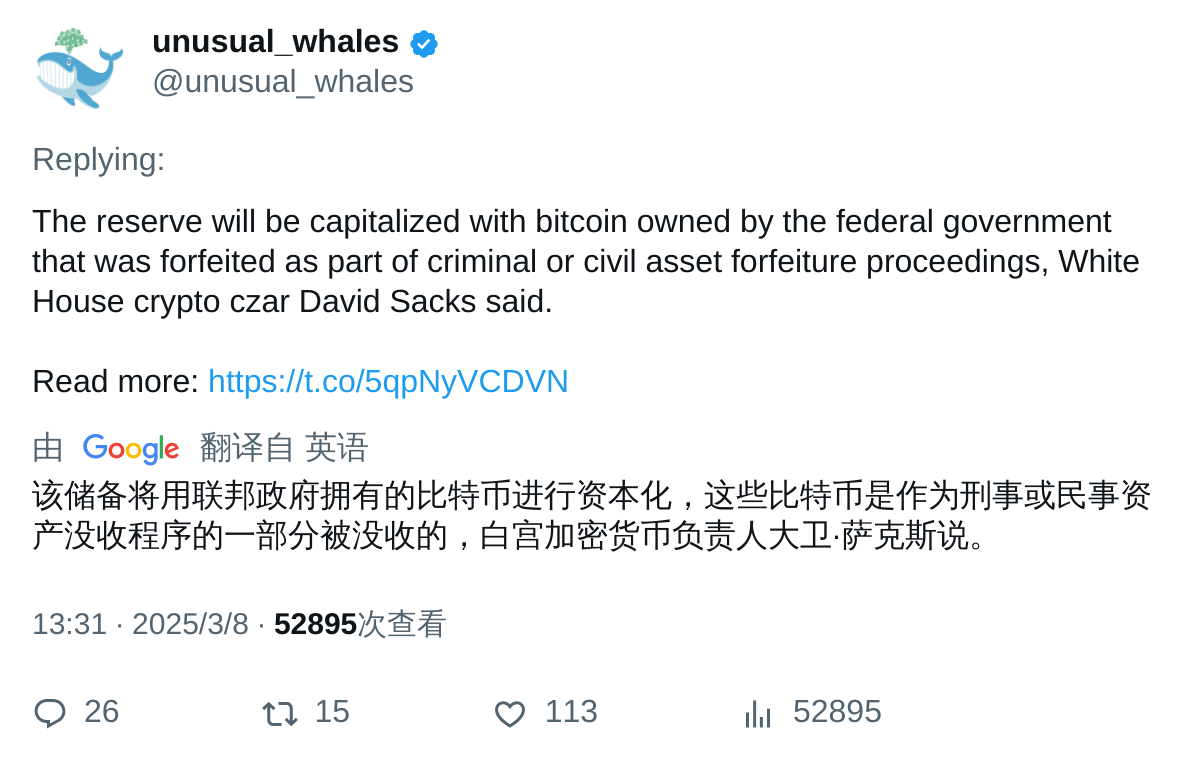 unusual_whales
@unusual_whales
Replying:
The reserve will be capitalized with bitcoin owned by the federal government
that was forfeited as part of criminal or civil asset forfeiture proceedings, White
House crypto czar David Sacks said.
Read more: https://t.co/5qpNyVCDVN
由 Google 翻译自 英语
该储备将用联邦政府拥有的比特币进行资本化，这些比特币是作为刑事或民事资
产没收程序的一部分被没收的，白宫加密货币负责人大卫·萨克斯说。
13:31 · 2025/3/8 · 52895次查看
26 15 113 52895